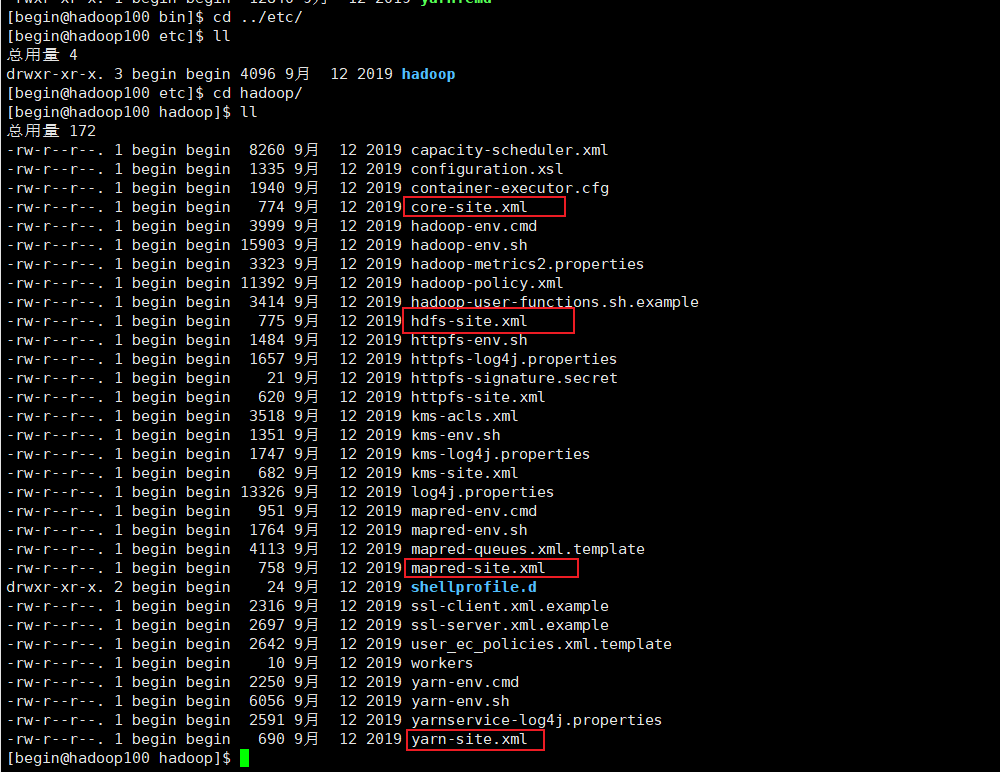 [begin@hadoop100 bin]$ cd ../etc/
[begin@hadoop100 etc]$ ll
总用量 4
drwxr-xr-x. 3 begin begin 4096 9月  12 2019 hadoop
[begin@hadoop100 etc]$ cd hadoop/
[begin@hadoop100 hadoop]$ ll
总用量 172
-rw-r--r--. 1 begin begin  8260 9月  12 2019 capacity-scheduler.xml
-rw-r--r--. 1 begin begin  1335 9月  12 2019 configuration.xsl
-rw-r--r--. 1 begin begin  1940 9月  12 2019 container-executor.cfg
-rw-r--r--. 1 begin begin   774 9月  12 2019 core-site.xml
-rw-r--r--. 1 begin begin  3999 9月  12 2019 hadoop-env.cmd
-rw-r--r--. 1 begin begin 15903 9月  12 2019 hadoop-env.sh
-rw-r--r--. 1 begin begin  3323 9月  12 2019 hadoop-metrics2.properties
-rw-r--r--. 1 begin begin 11392 9月  12 2019 hadoop-policy.xml
-rw-r--r--. 1 begin begin  3414 9月  12 2019 hadoop-user-functions.sh.example
-rw-r--r--. 1 begin begin   775 9月  12 2019 hdfs-site.xml
-rw-r--r--. 1 begin begin  1484 9月  12 2019 httpfs-env.sh
-rw-r--r--. 1 begin begin  1657 9月  12 2019 httpfs-log4j.properties
-rw-r--r--. 1 begin begin    21 9月  12 2019 httpfs-signature.secret
-rw-r--r--. 1 begin begin   620 9月  12 2019 httpfs-site.xml
-rw-r--r--. 1 begin begin  3518 9月  12 2019 kms-acls.xml
-rw-r--r--. 1 begin begin  1351 9月  12 2019 kms-env.sh
-rw-r--r--. 1 begin begin  1747 9月  12 2019 kms-log4j.properties
-rw-r--r--. 1 begin begin   682 9月  12 2019 kms-site.xml
-rw-r--r--. 1 begin begin 13326 9月  12 2019 log4j.properties
-rw-r--r--. 1 begin begin   951 9月  12 2019 mapred-env.cmd
-rw-r--r--. 1 begin begin  1764 9月  12 2019 mapred-env.sh
-rw-r--r--. 1 begin begin  4113 9月  12 2019 mapred-queues.xml.template
-rw-r--r--. 1 begin begin   758 9月  12 2019 mapred-site.xml
drwxr-xr-x. 2 begin begin    24 9月  12 2019 shellprofile.d
-rw-r--r--. 1 begin begin  2316 9月  12 2019 ssl-client.xml.example
-rw-r--r--. 1 begin begin  2697 9月  12 2019 ssl-server.xml.example
-rw-r--r--. 1 begin begin  2642 9月  12 2019 user_ec_policies.xml.template
-rw-r--r--. 1 begin begin    10 9月  12 2019 workers
-rw-r--r--. 1 begin begin  2250 9月  12 2019 yarn-env.cmd
-rw-r--r--. 1 begin begin  6056 9月  12 2019 yarn-env.sh
-rw-r--r--. 1 begin begin  2591 9月  12 2019 yarnservice-log4j.properties
-rw-r--r--. 1 begin begin   690 9月  12 2019 yarn-site.xml
[begin@hadoop100 hadoop]$